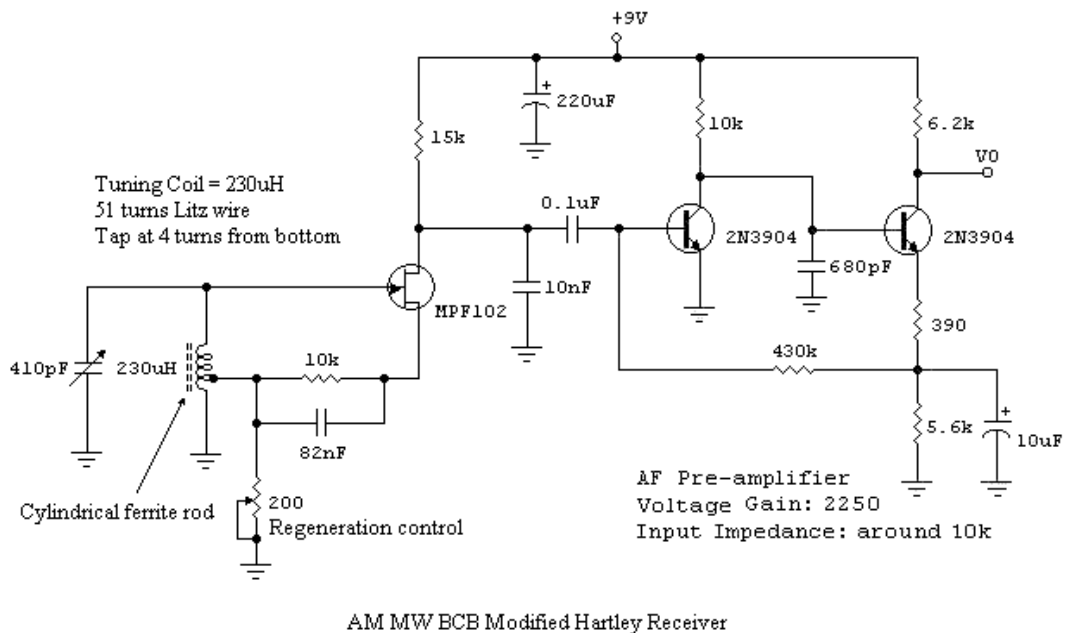 +9V
+
220uF
15k
10k
6.2k
VO
Tuning Coil = 230uH
51 turns Litz wire
Tap at 4 turns from bottom
0.1uF
2N3904
2N3904
680pF
10nF
MPF102
390
410pF
230uH
10k
430k
82nF
5.6k
+
10uF
Cylindrical ferrite rod
200
Regeneration control
AF Pre-amplifier
Voltage Gain: 2250
Input Impedance: around 10k
AM MW BCB Modified Hartley Receiver